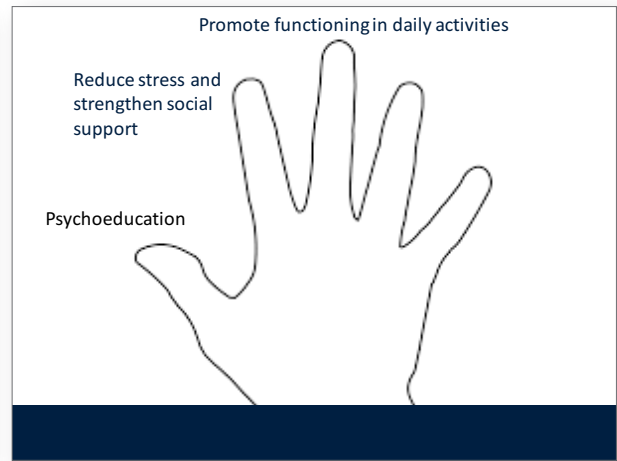 Promote functioning in daily activities
Reduce stress and
strengthen social
support
Psychoeducation